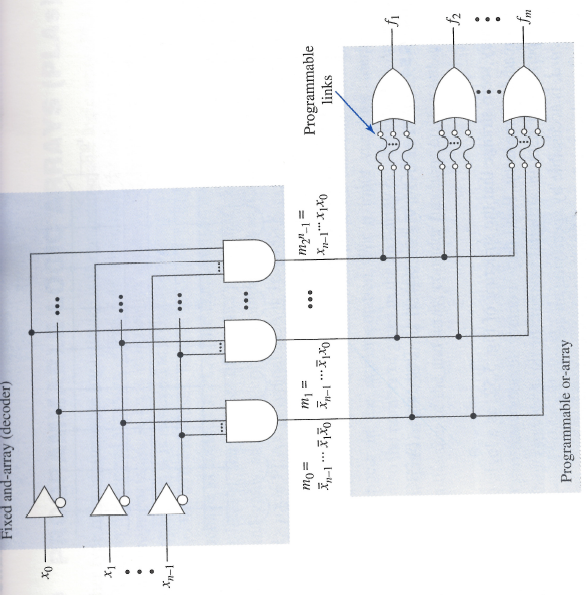 Fixed and-array (decoder)
x₀
x₁
xₙ₋₁
m₀ =
x̄ₙ₋₁ ··· x̄₁x̄₀
m₁ =
x̄ₙ₋₁ ··· x̄₁x₀
m₂ⁿ₋₁ =
xₙ₋₁ ··· x₁x₀
Programmable
links
f₁
f₂
fₘ
Programmable or-array